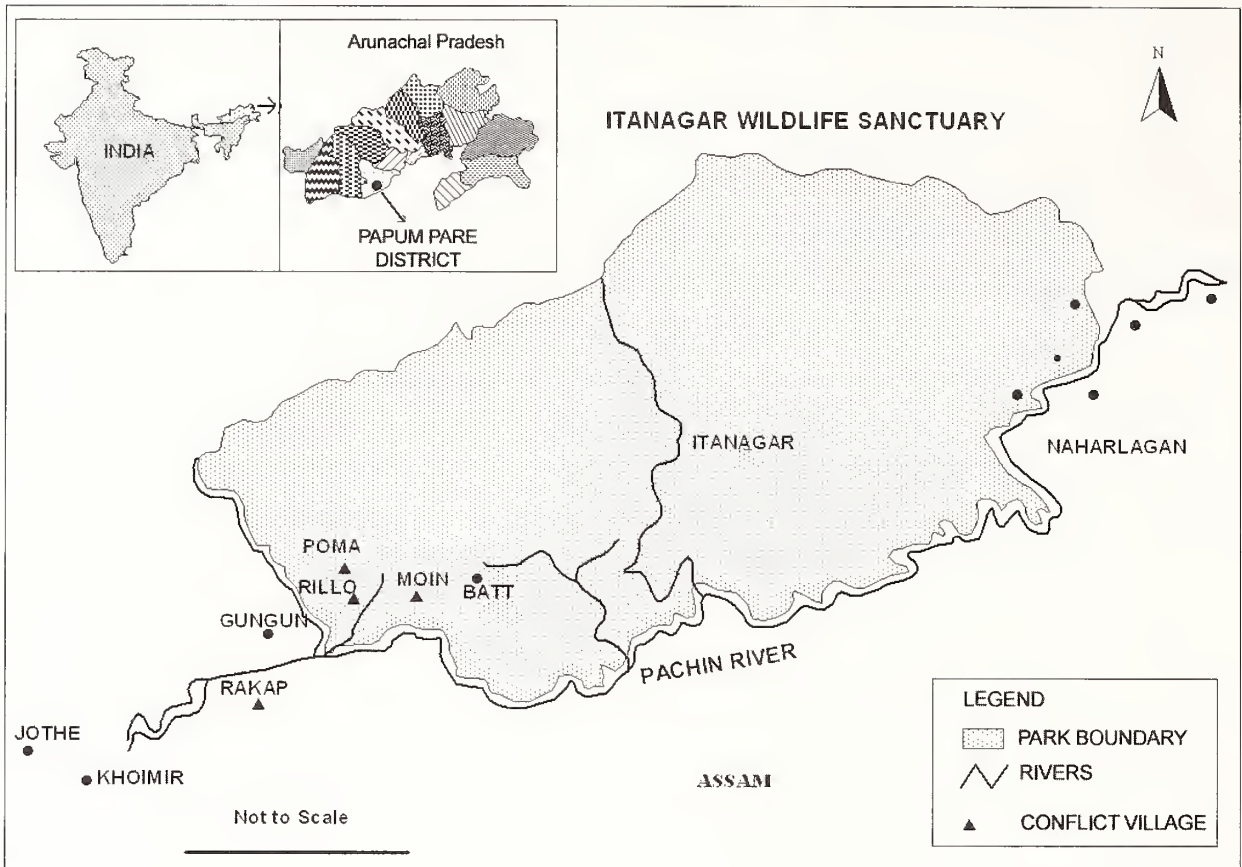 Arunachal Pradesh
INDIA
PAPUM PARE
DISTRICT
N
ITANAGAR WILDLIFE SANCTUARY
ITANAGAR
NAHARLAGAN
POMA
RILLO
MOIN
BATT
GUNGUN
PACHIN RIVER
RAKAP
JOTHE
KHOIMIR
ASSAM
Not to Scale
LEGEND
PARK BOUNDARY
RIVERS
CONFLICT VILLAGE